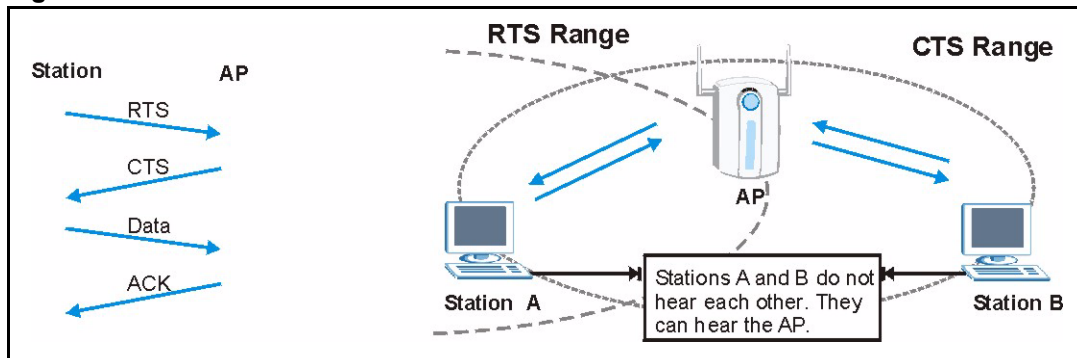 Station AP
RTS
CTS
Data
ACK
RTS Range
CTS Range
AP
Station A
Stations A and B do not
hear each other. They
can hear the AP.
Station B